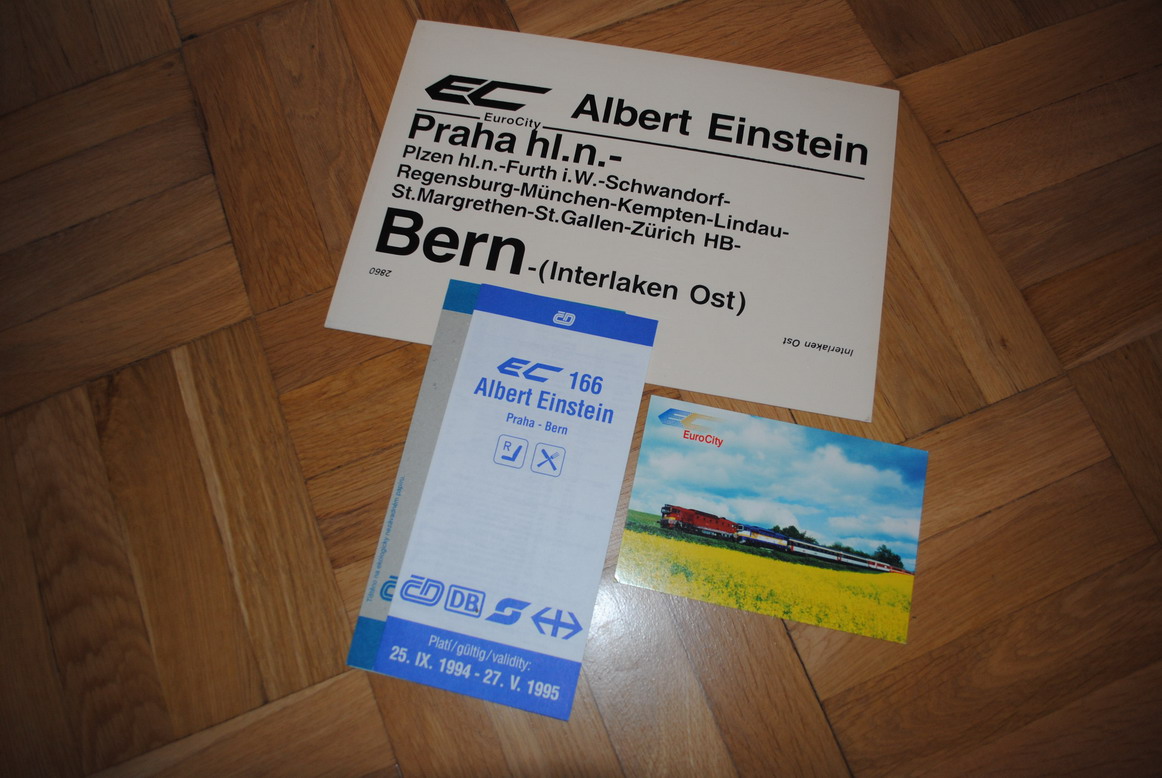 EC Albert Einstein
EuroCity
Praha hl.n.-
Plzen hl.n.-Furth i.W.-Schwandorf-
Regensburg-München-Kempten-Lindau-
St.Margrethen-St.Gallen-Zürich HB-
Bern-(Interlaken Ost)
2860
Interlaken Ost
ČD
EC 166
Albert Einstein
Praha - Bern
R
ČD DB
Platí/gültig/validity:
25. IX. 1994 - 27. V. 1995
EC
EuroCity